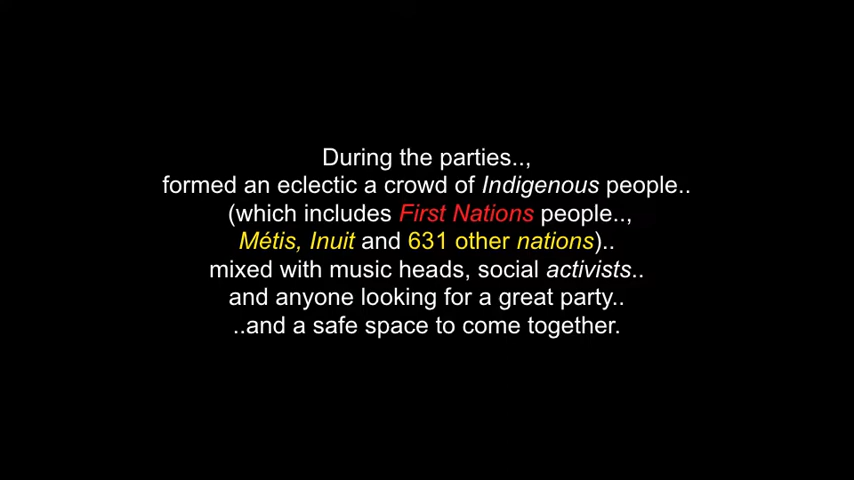 During the parties..,
formed an eclectic a crowd of Indigenous people..
(which includes First Nations people..,
Métis, Inuit and 631 other nations)..
mixed with music heads, social activists..
and anyone looking for a great party..
..and a safe space to come together.